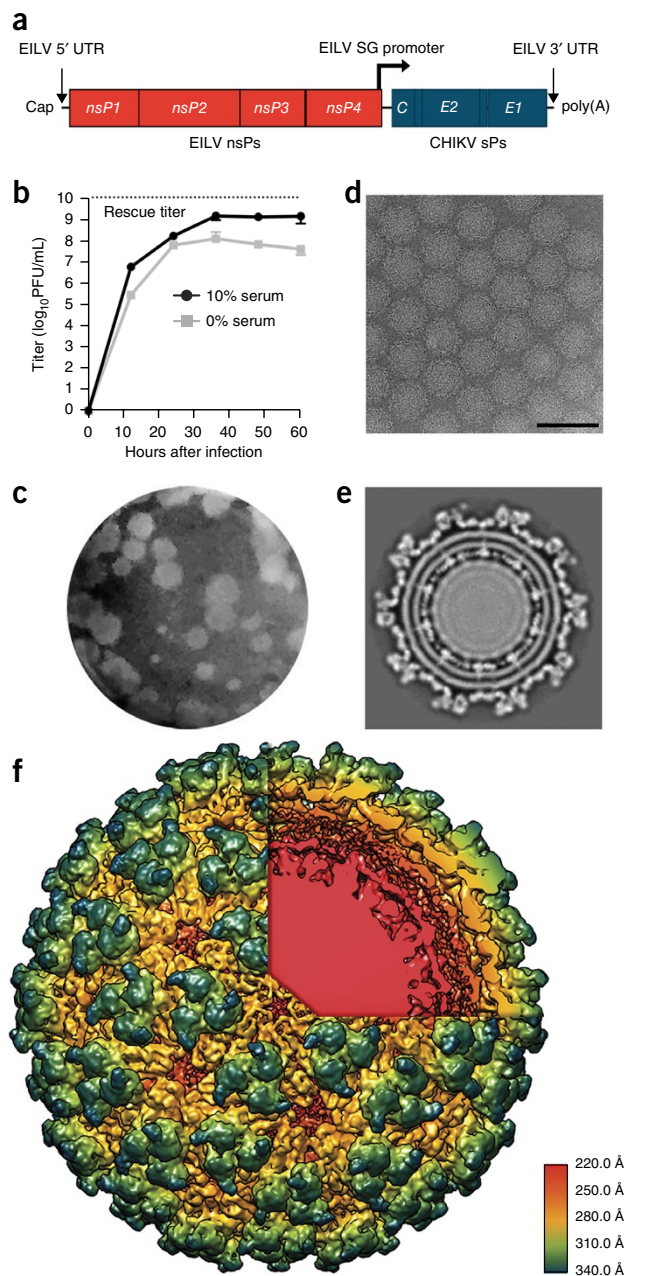 a
EILV 5′ UTR
EILV SG promoter
EILV 3′ UTR
Cap
nsP1
nsP2
nsP3
nsP4
C
E2
E1
poly(A)
EILV nsPs
CHIKV sPs
b
10
9
8
7
6
5
4
3
2
1
0
Titer (log10PFU/mL)
Rescue titer
10% serum
0% serum
0
10
20
30
40
50
60
Hours after infection
d
c
e
f
220.0 Å
250.0 Å
280.0 Å
310.0 Å
340.0 Å